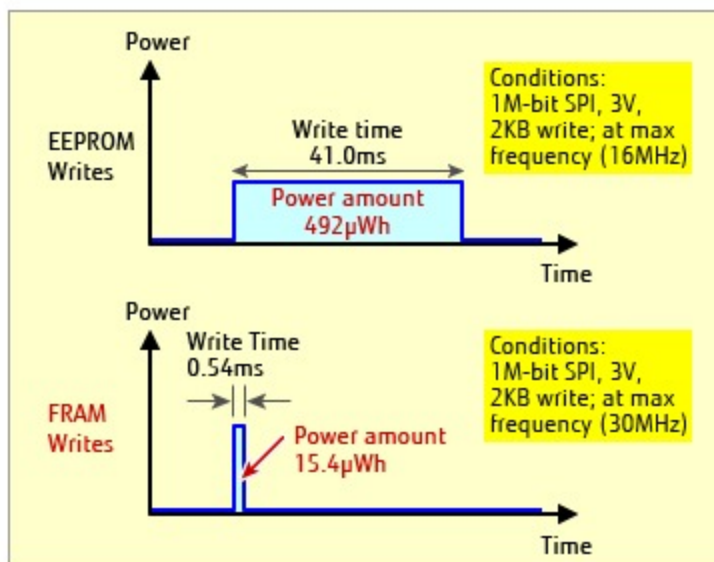 Power
EEPROM
Writes
Write time
41.0ms
Power amount
492µWh
Conditions:
1M-bit SPI, 3V,
2KB write; at max
frequency (16MHz)
Time
Power
FRAM
Writes
Write Time
0.54ms
Power amount
15.4µWh
Conditions:
1M-bit SPI, 3V,
2KB write; at max
frequency (30MHz)
Time